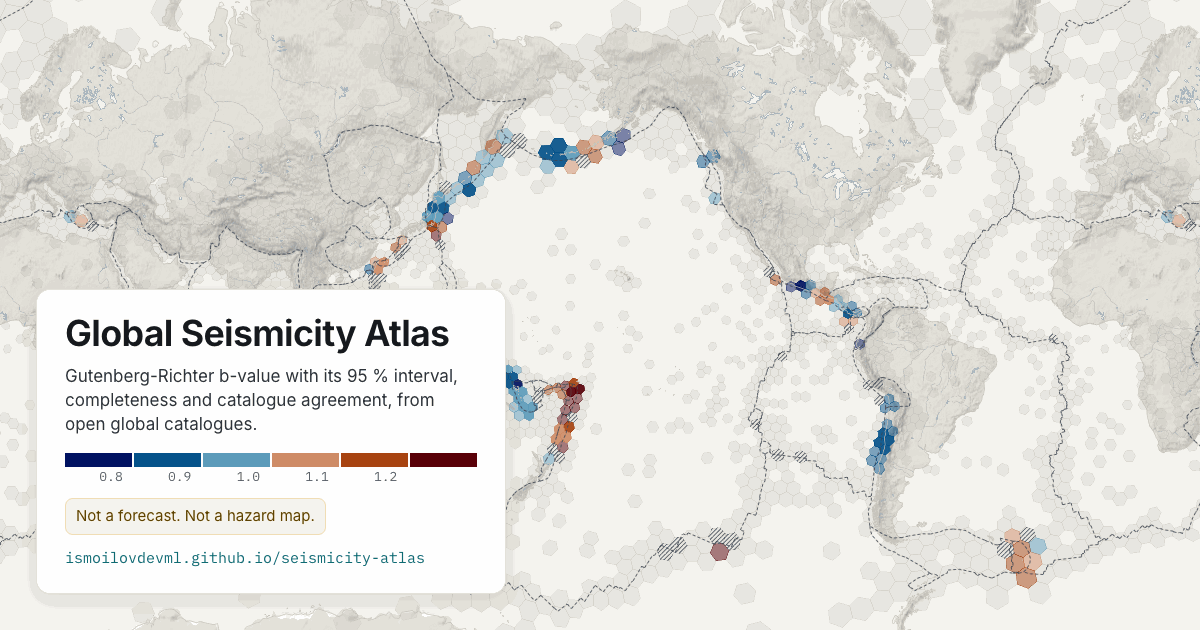 Global Seismicity Atlas
Gutenberg-Richter b-value with its 95 % interval,
completeness and catalogue agreement, from
open global catalogues.
0.8 0.9 1.0 1.1 1.2
Not a forecast. Not a hazard map.
ismoilovdevml.github.io/seismicity-atlas